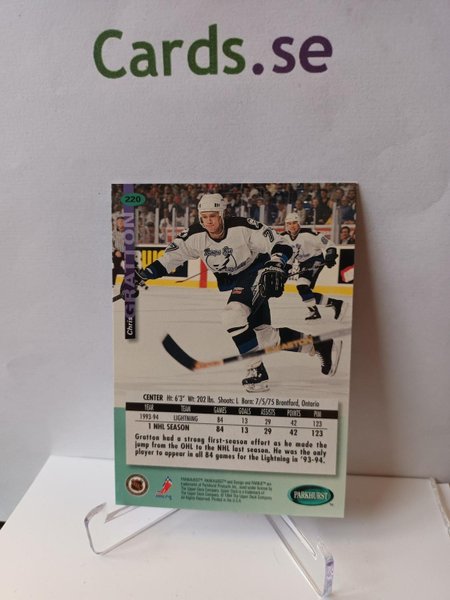 Cards.se
220
Chris
GRATTON
EASTON
CENTER Ht: 6'3" Wt: 202 lbs. Shoots: L Born: 7/5/75 Brantford, Ontario
YEAR TEAM GAMES GOALS ASSISTS POINTS PIM
1993-94 LIGHTNING 84 13 29 42 123
1 NHL SEASON 84 13 29 42 123
Gratton had a strong first-season effort as he made the
jump from the OHL to the NHL last season. He was the only
player to appear in all 84 games for the Lightning in '93-94.
PARKHURST